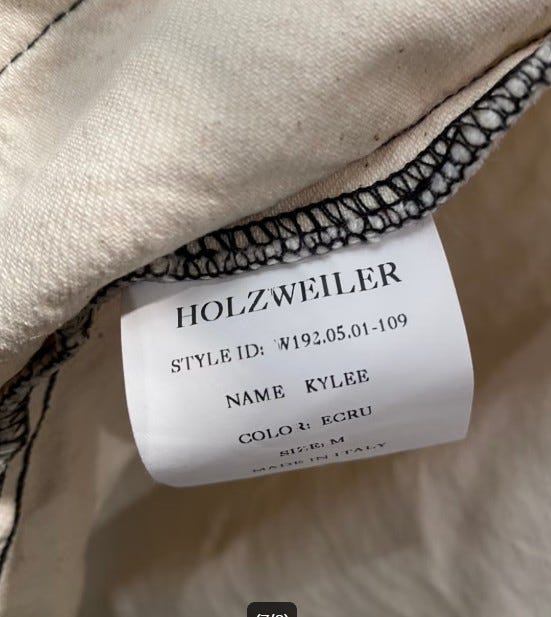 HOLZWEILER
STYLE ID: W192.05.01-109
NAME KYLEE
COLOR: ECRU
SIZE: M
MADE IN ITALY